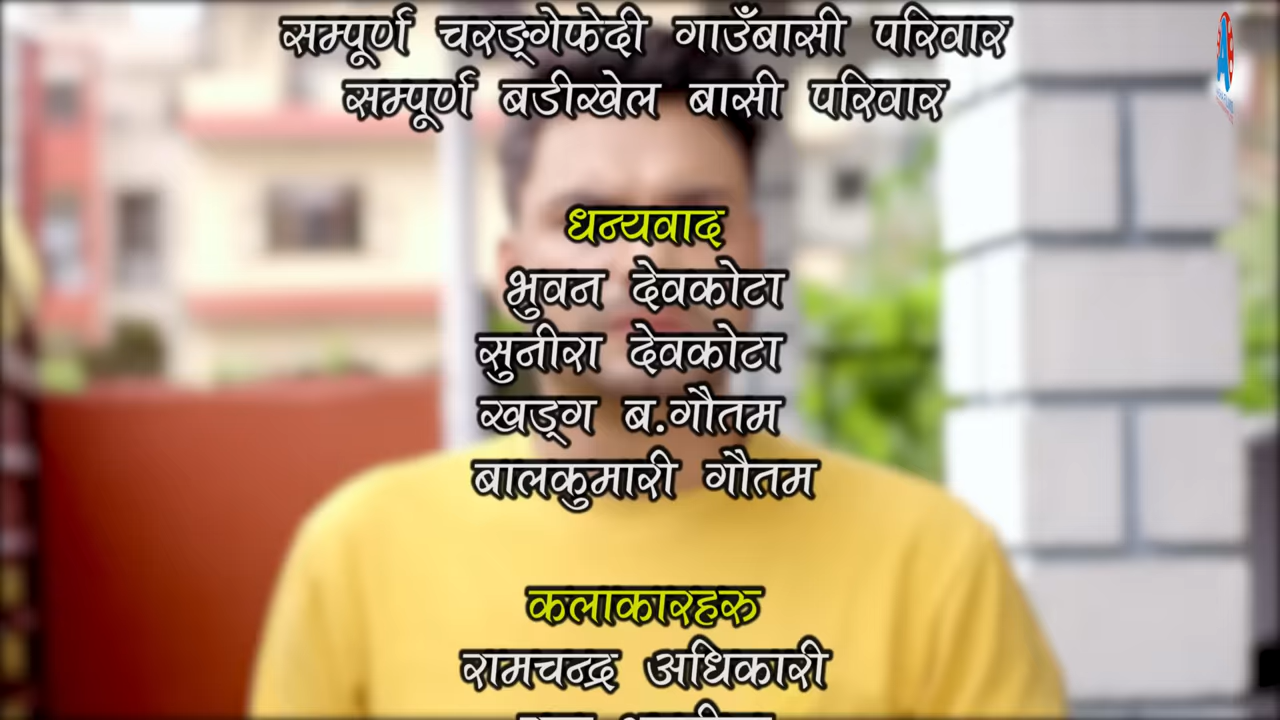 सम्पूर्ण चरङ्गेफेदी गाउँबासी परिवार
सम्पूर्ण बडीखेल बासी परिवार
धन्यवाद
भुवन देवकोटा
सुनीरा देवकोटा
खड्ग ब.गौतम
बालकुमारी गौतम
कलाकारहरु
रामचन्द्र अधिकारी